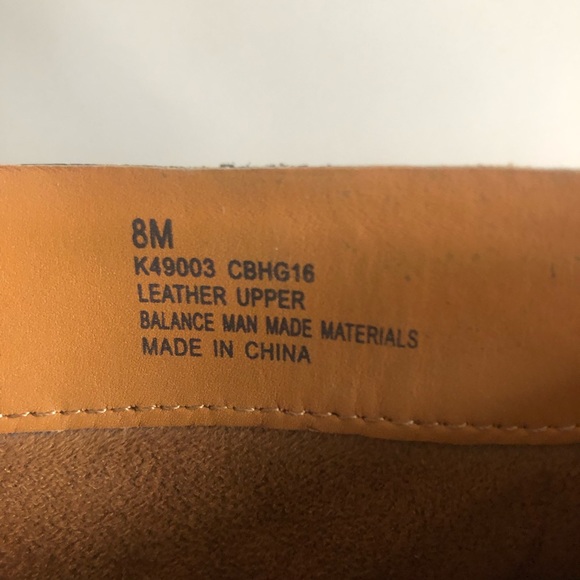 8M
K49003 CBHG16
LEATHER UPPER
BALANCE MAN MADE MATERIALS
MADE IN CHINA